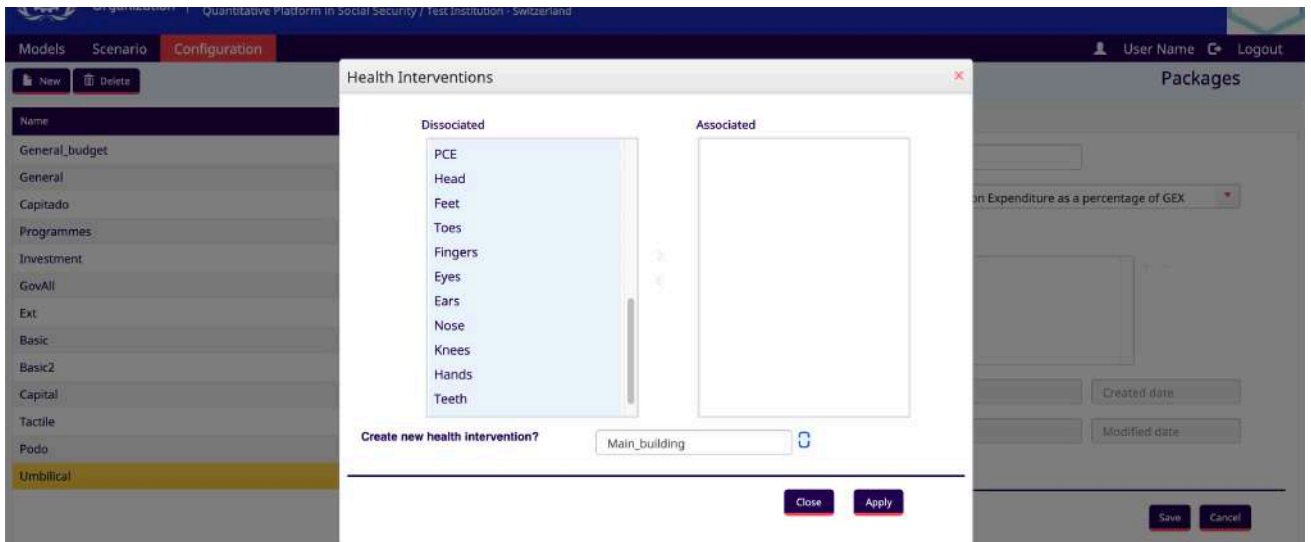 Organization | Quantitative Platform in Social Security / Test Institution - Switzerland
Models Scenario Configuration User Name Logout
New Delete
Packages
Name
General_budget
General
Capitado
Programmes
Investment
GovAll
Ext
Basic
Basic2
Capital
Tactile
Podo
Umbilical
Health Interventions ×
Dissociated Associated
PCE
Head
Feet
Toes
Fingers
Eyes
Ears
Nose
Knees
Hands
Teeth
Create new health intervention? Main_building
Close Apply
on Expenditure as a percentage of GEX *
Created date
Modified date
Save Cancel